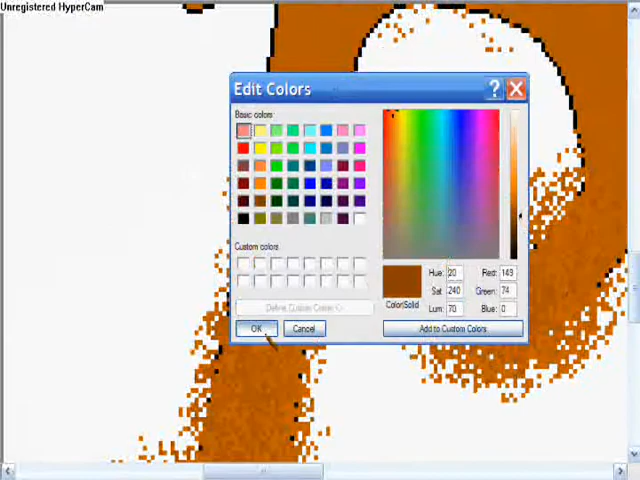 Unregistered HyperCam
Edit Colors
Basic colors:
Custom colors:
Define Custom Colors >>
OK
Cancel
Color|Solid
Hue: 20
Sat: 240
Lum: 70
Red: 149
Green: 74
Blue: 0
Add to Custom Colors